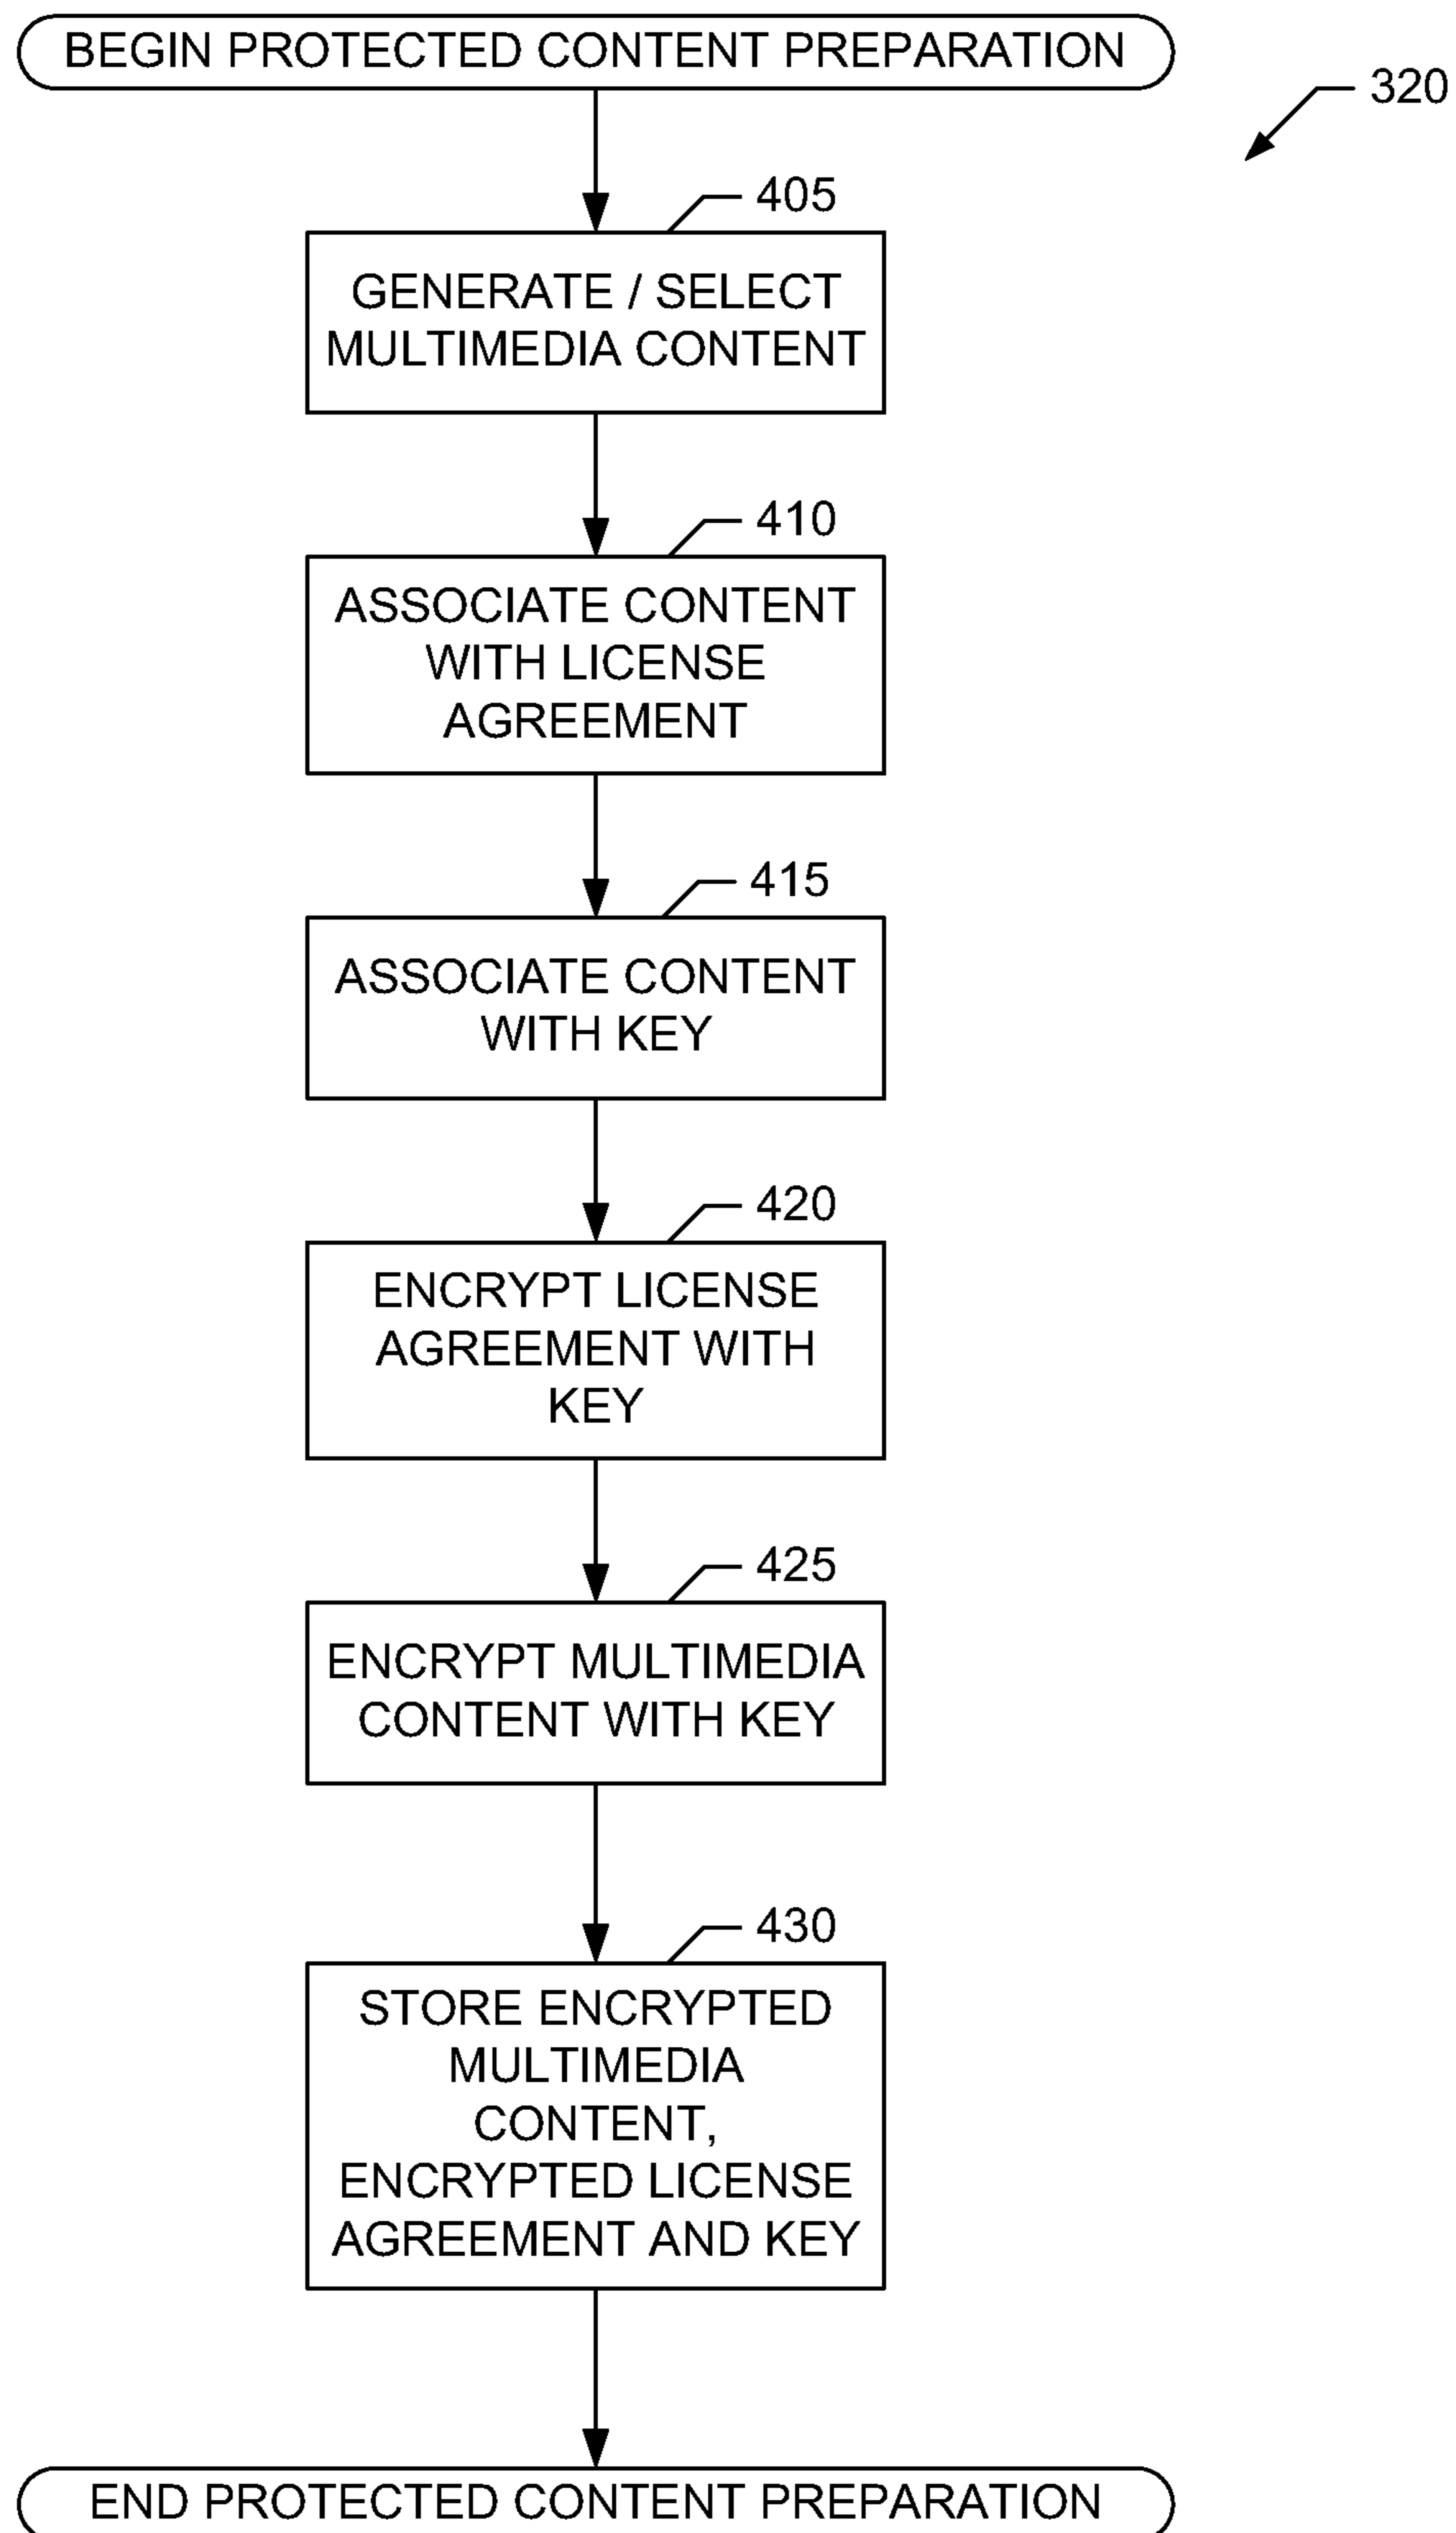 BEGIN PROTECTED CONTENT PREPARATION
320
405
GENERATE / SELECT
MULTIMEDIA CONTENT
410
ASSOCIATE CONTENT
WITH LICENSE
AGREEMENT
415
ASSOCIATE CONTENT
WITH KEY
420
ENCRYPT LICENSE
AGREEMENT WITH
KEY
425
ENCRYPT MULTIMEDIA
CONTENT WITH KEY
430
STORE ENCRYPTED
MULTIMEDIA
CONTENT,
ENCRYPTED LICENSE
AGREEMENT AND KEY
END PROTECTED CONTENT PREPARATION